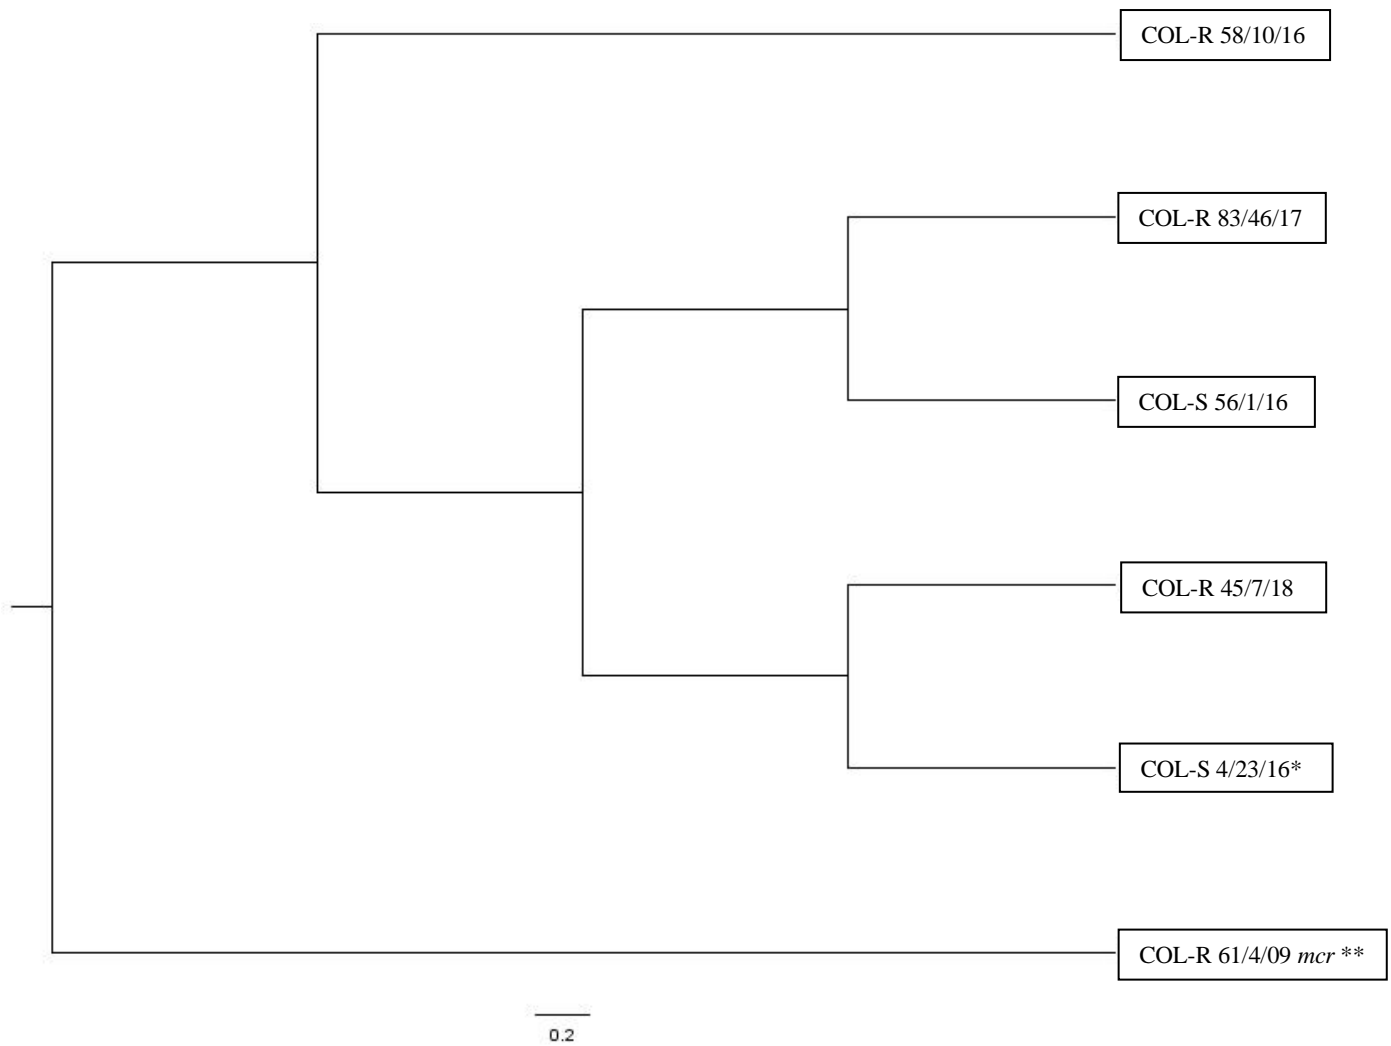 COL-R 58/10/16
COL-R 83/46/17
COL-S 56/1/16
COL-R 45/7/18
COL-S 4/23/16*
COL-R 61/4/09 mcr **
0.2